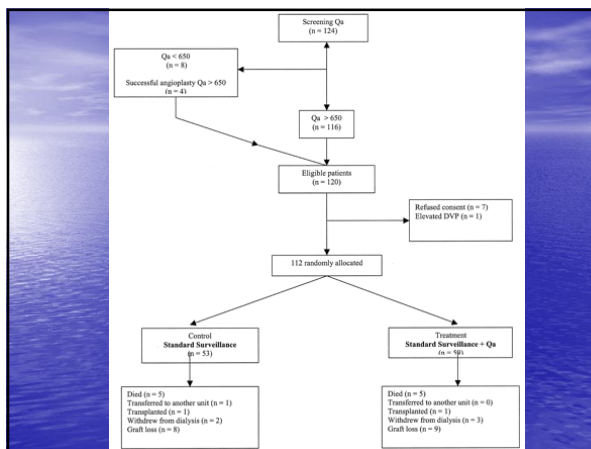 Screening Qa
(n = 124)
Qa < 650
(n = 8)
Successful angioplasty Qa > 650
(n = 4)
Qa > 650
(n = 116)
Eligible patients
(n = 120)
Refused consent (n = 7)
Elevated DVP (n = 1)
112 randomly allocated
Control
Standard Surveillance
(n = 53)
Treatment
Standard Surveillance + Qa
Died (n = 5)
Transferred to another unit (n = 1)
Transplanted (n = 1)
Withdrew from dialysis (n = 2)
Graft loss (n = 8)
Died (n = 5)
Transferred to another unit (n = 0)
Transplanted (n = 1)
Withdrew from dialysis (n = 3)
Graft loss (n = 9)